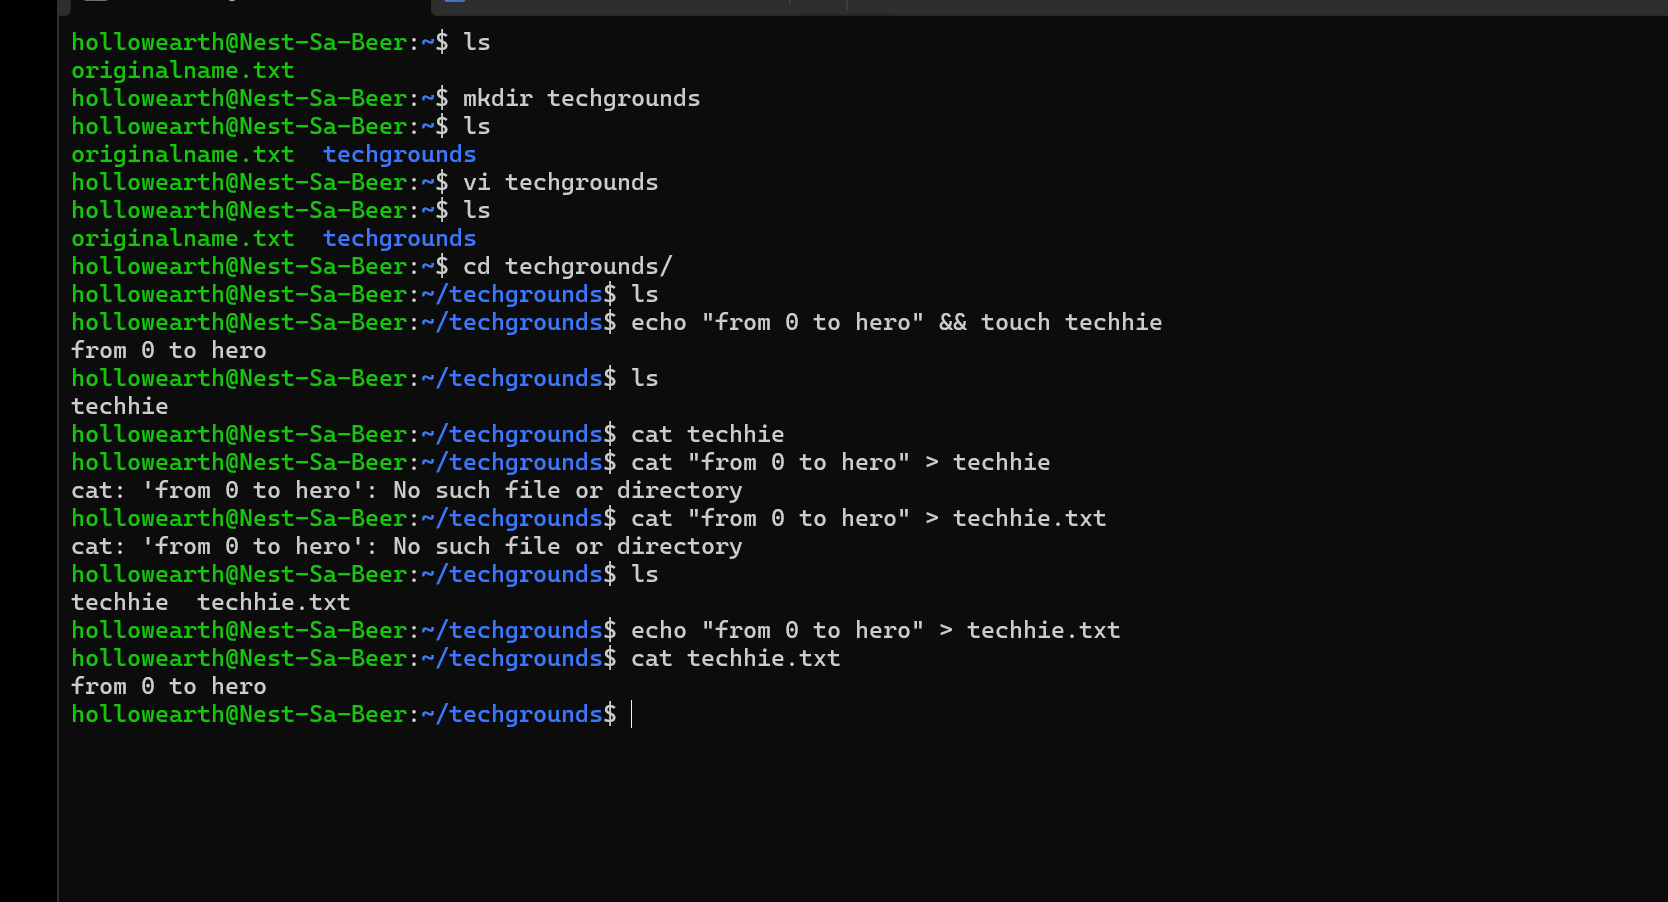 hollowearth@Nest-Sa-Beer:~$ ls
originalname.txt
hollowearth@Nest-Sa-Beer:~$ mkdir techgrounds
hollowearth@Nest-Sa-Beer:~$ ls
originalname.txt  techgrounds
hollowearth@Nest-Sa-Beer:~$ vi techgrounds
hollowearth@Nest-Sa-Beer:~$ ls
originalname.txt  techgrounds
hollowearth@Nest-Sa-Beer:~$ cd techgrounds/
hollowearth@Nest-Sa-Beer:~/techgrounds$ ls
hollowearth@Nest-Sa-Beer:~/techgrounds$ echo "from 0 to hero" && touch techhie
from 0 to hero
hollowearth@Nest-Sa-Beer:~/techgrounds$ ls
techhie
hollowearth@Nest-Sa-Beer:~/techgrounds$ cat techhie
hollowearth@Nest-Sa-Beer:~/techgrounds$ cat "from 0 to hero" > techhie
cat: 'from 0 to hero': No such file or directory
hollowearth@Nest-Sa-Beer:~/techgrounds$ cat "from 0 to hero" > techhie.txt
cat: 'from 0 to hero': No such file or directory
hollowearth@Nest-Sa-Beer:~/techgrounds$ ls
techhie  techhie.txt
hollowearth@Nest-Sa-Beer:~/techgrounds$ echo "from 0 to hero" > techhie.txt
hollowearth@Nest-Sa-Beer:~/techgrounds$ cat techhie.txt
from 0 to hero
hollowearth@Nest-Sa-Beer:~/techgrounds$